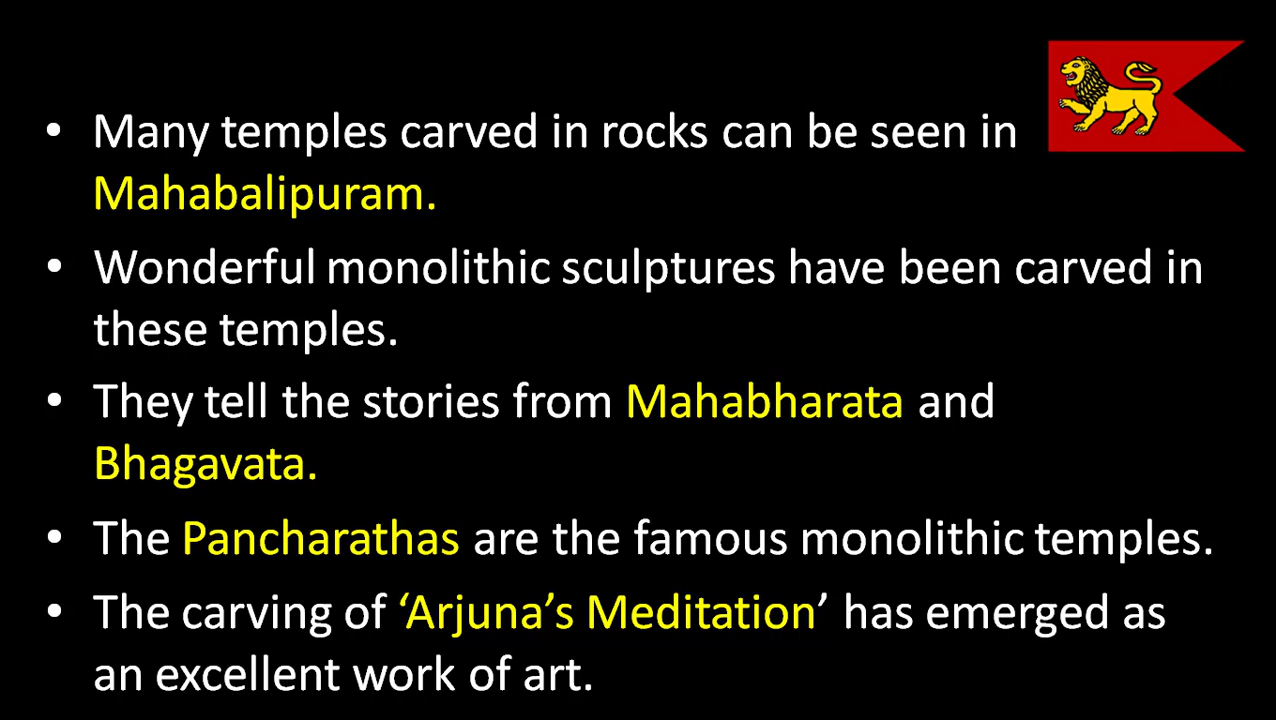 • Many temples carved in rocks can be seen in
Mahabalipuram.
• Wonderful monolithic sculptures have been carved in
these temples.
• They tell the stories from Mahabharata and
Bhagavata.
• The Pancharathas are the famous monolithic temples.
• The carving of ‘Arjuna’s Meditation’ has emerged as
an excellent work of art.